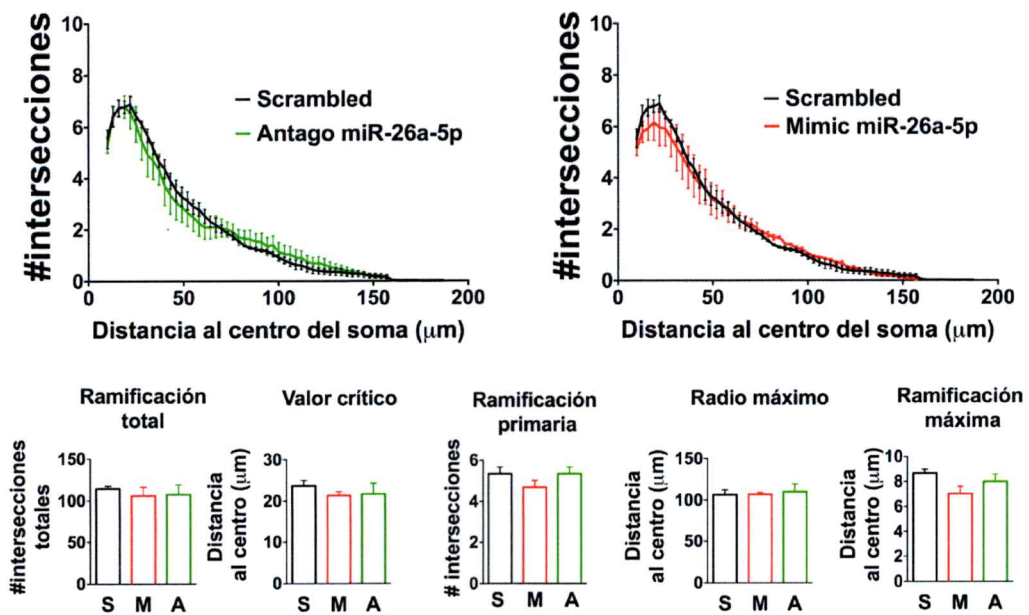 #intersecciones
10
8
6
4
2
0
Scrambled
Antago miR-26a-5p
0 50 100 150 200
Distancia al centro del soma (μm)
#intersecciones
10
8
6
4
2
0
Scrambled
Mimic miR-26a-5p
0 50 100 150 200
Distancia al centro del soma (μm)
Ramificación
total
#intersecciones
totales
150
100
50
0
S M A
Valor crítico
Distancia
al centro (μm)
30
20
10
0
S M A
Ramificación
primaria
# intersecciones
6
4
2
0
S M A
Radio máximo
Distancia
al centro (μm)
150
100
50
0
S M A
Ramificación
máxima
# intersecciones
10
8
6
4
2
0
S M A